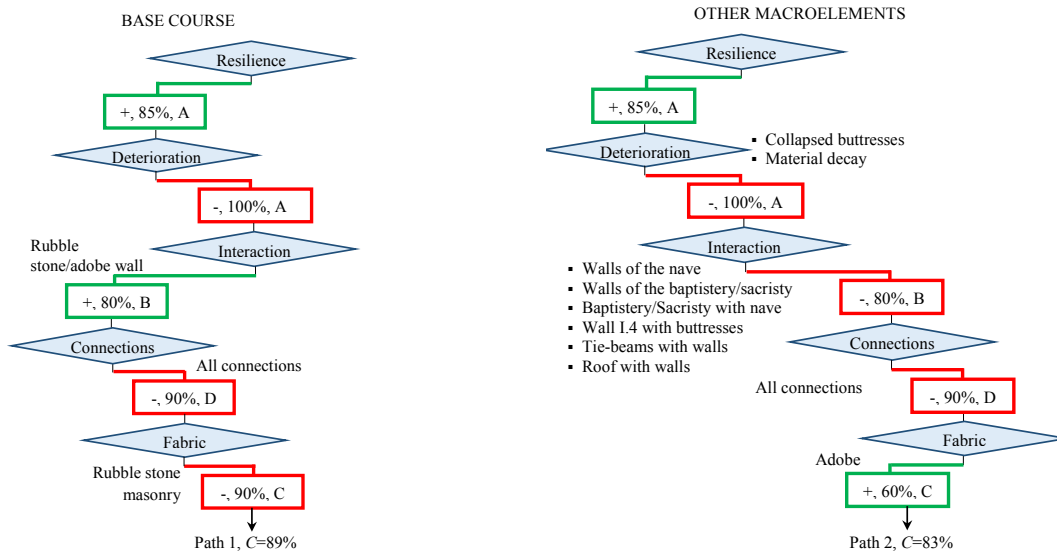 BASE COURSE
Resilience
+, 85%, A
Deterioration
-, 100%, A
Interaction
Rubble
stone/adobe wall
+, 80%, B
Connections
All connections
-, 90%, D
Fabric
Rubble stone
masonry
-, 90%, C
Path 1, C=89%
OTHER MACROELEMENTS
Resilience
+, 85%, A
Deterioration
▪ Collapsed buttresses
▪ Material decay
-, 100%, A
Interaction
▪ Walls of the nave
▪ Walls of the baptistery/sacristy
▪ Baptistery/Sacristy with nave
▪ Wall I.4 with buttresses
▪ Tie-beams with walls
▪ Roof with walls
-, 80%, B
Connections
All connections
-, 90%, D
Fabric
Adobe
+, 60%, C
Path 2, C=83%